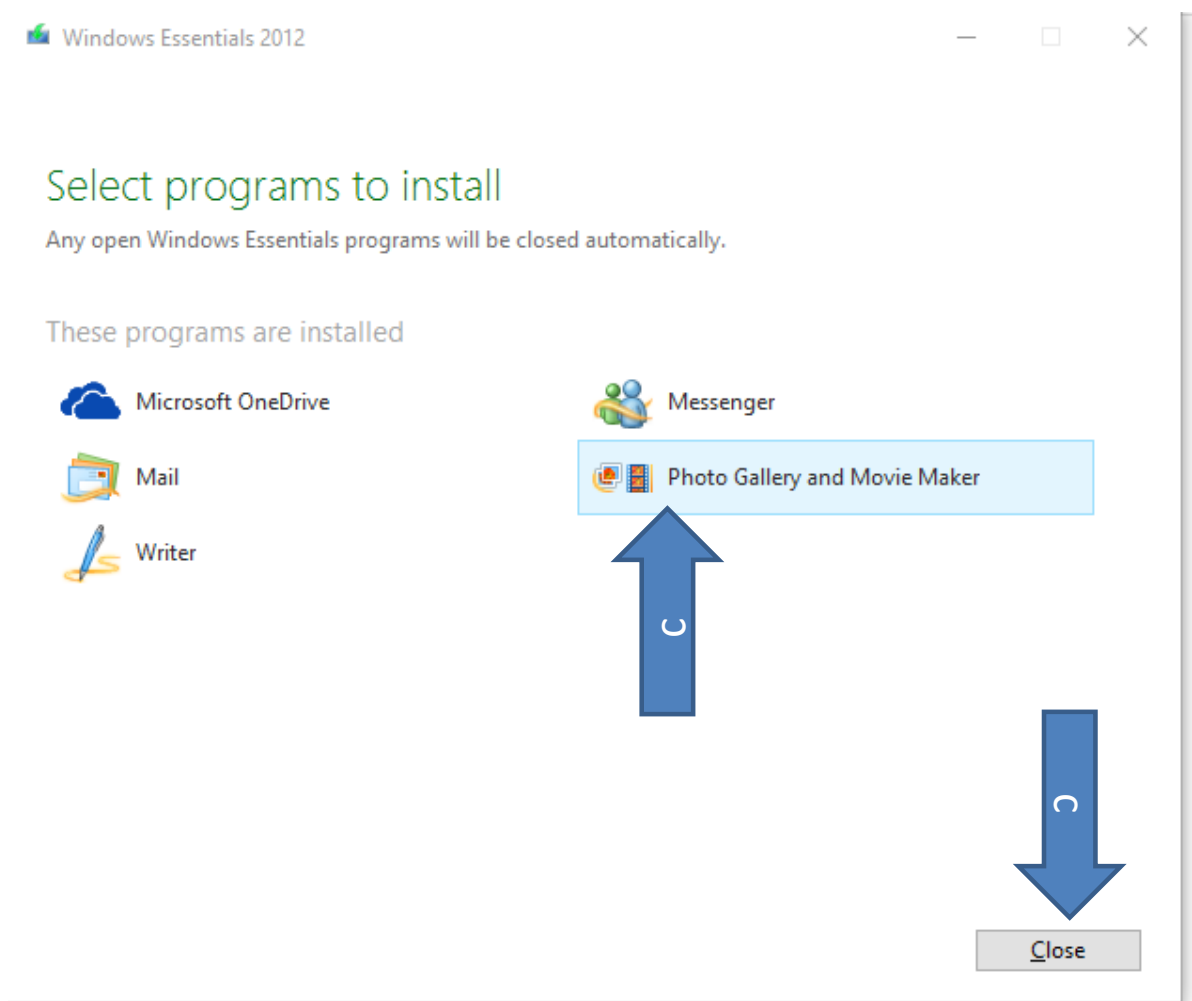 Windows Essentials 2012
Select programs to install
Any open Windows Essentials programs will be closed automatically.
These programs are installed
Microsoft OneDrive
Messenger
Mail
Photo Gallery and Movie Maker
Writer
C
C
Close